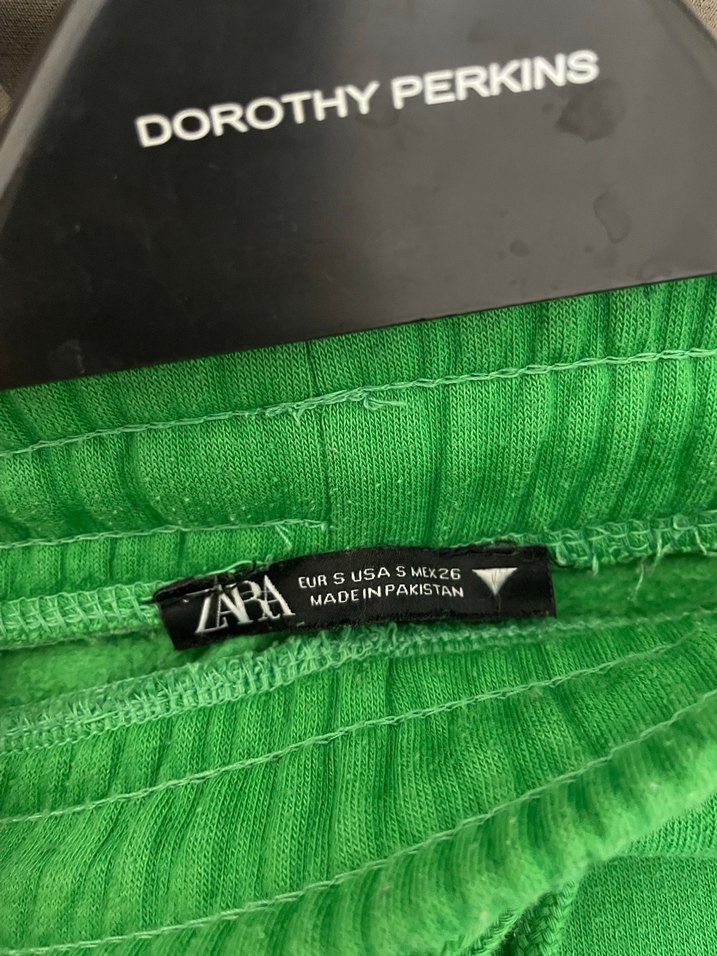 DOROTHY PERKINS
ZARA
EUR S USA S MEX 26
MADE IN PAKISTAN